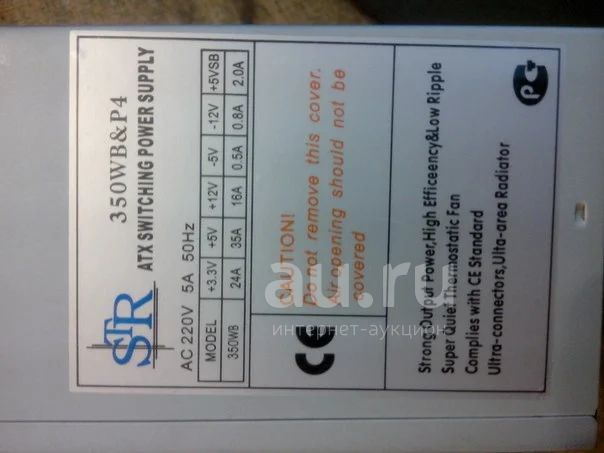 STR
350WB&P4
ATX SWITCHING POWER SUPPLY
AC 220V 5A 50Hz
MODEL +3.3V +5V +12V -5V -12V +5VSB
350WB 24A 35A 16A 0.5A 0.8A 2.0A
CE
CAUTION!
Do not remove this cover.
Air opening should not be
covered
Strong Output Power,High Efficeency&Low Ripple
Super Quiet Thermostatic Fan
Complies with CE Standard
Ultra-connectors,Ulta-area Radiator
РС
au.ru
интернет-аукцион